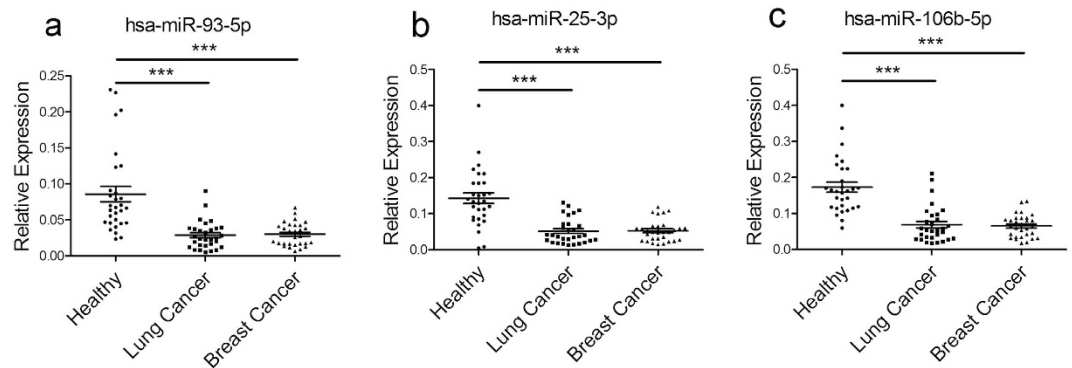 a hsa-miR-93-5p
***
***
Relative Expression
0.25
0.20
0.15
0.10
0.05
0.00
Healthy
Lung Cancer
Breast Cancer
b hsa-miR-25-3p
***
***
Relative Expression
0.5
0.4
0.3
0.2
0.1
0.0
Healthy
Lung Cancer
Breast Cancer
c hsa-miR-106b-5p
***
***
Relative Expression
0.5
0.4
0.3
0.2
0.1
0.0
Healthy
Lung Cancer
Breast Cancer